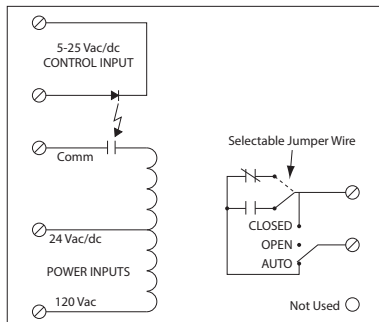 5-25 Vac/dc
CONTROL INPUT
Comm
Selectable Jumper Wire
24 Vac/dc
CLOSED
OPEN
AUTO
POWER INPUTS
120 Vac
Not Used